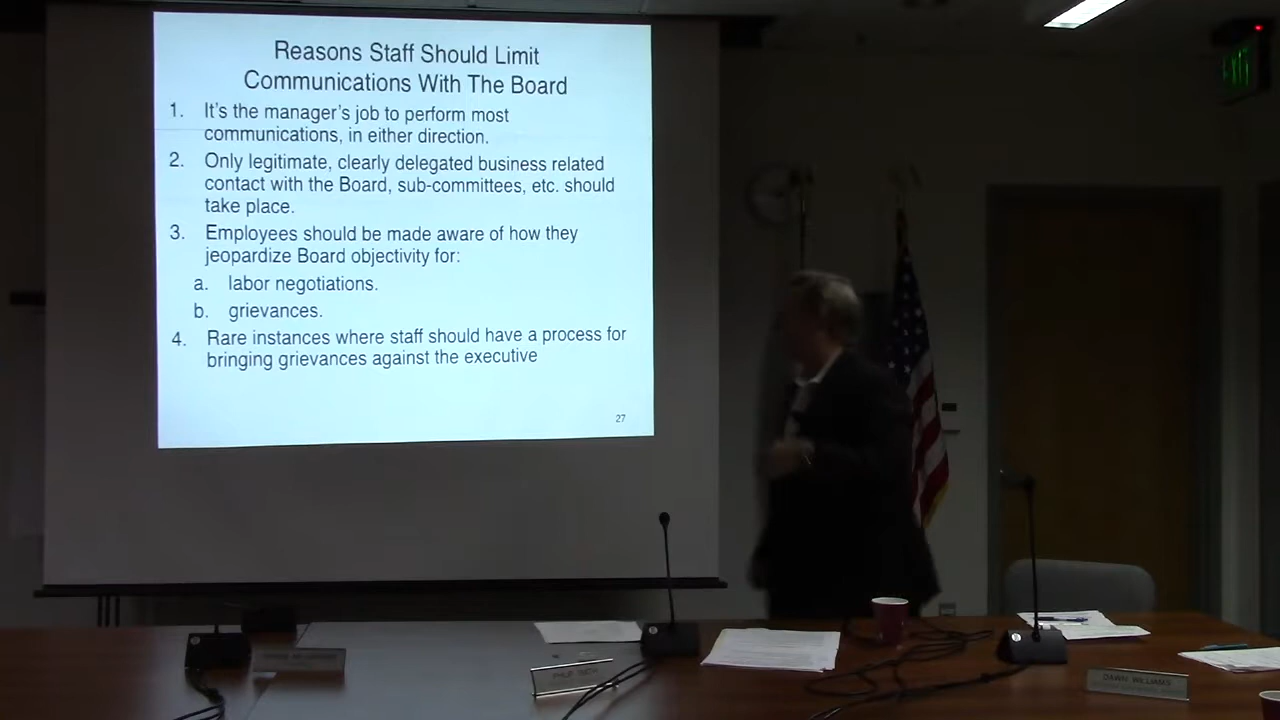 Reasons Staff Should Limit
Communications With The Board
1. It's the manager's job to perform most
communications, in either direction.
2. Only legitimate, clearly delegated business related
contact with the Board, sub-committees, etc. should
take place.
3. Employees should be made aware of how they
jeopardize Board objectivity for:
a. labor negotiations.
b. grievances.
4. Rare instances where staff should have a process for
bringing grievances against the executive
27
EXIT
DAWN WILLIAMS